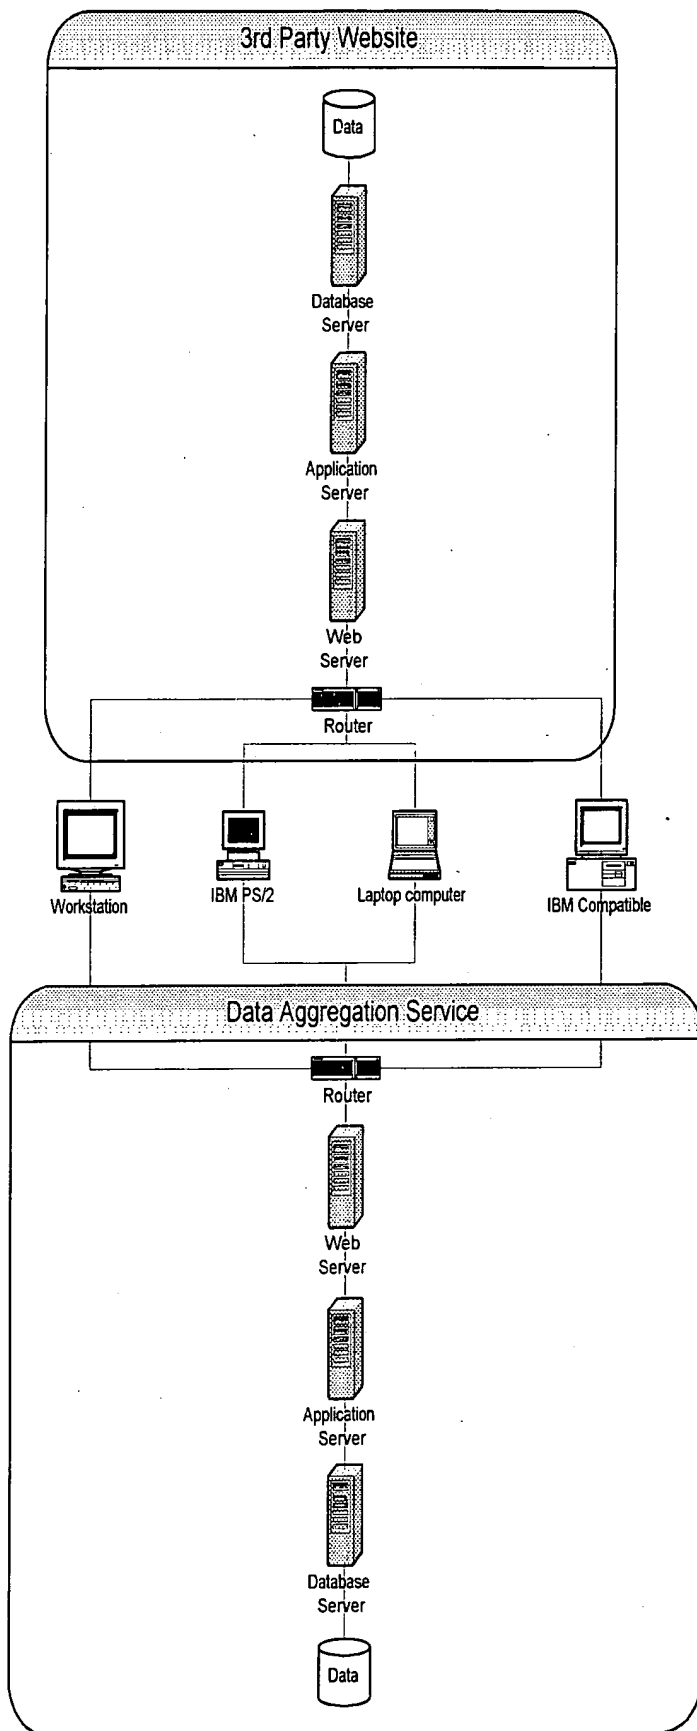 3rd Party Website
Data
Database
Server
Application
Server
Web
Server
Router
Workstation
IBM PS/2
Laptop computer
IBM Compatible
Data Aggregation Service
Router
Web
Server
Application
Server
Database
Server
Data